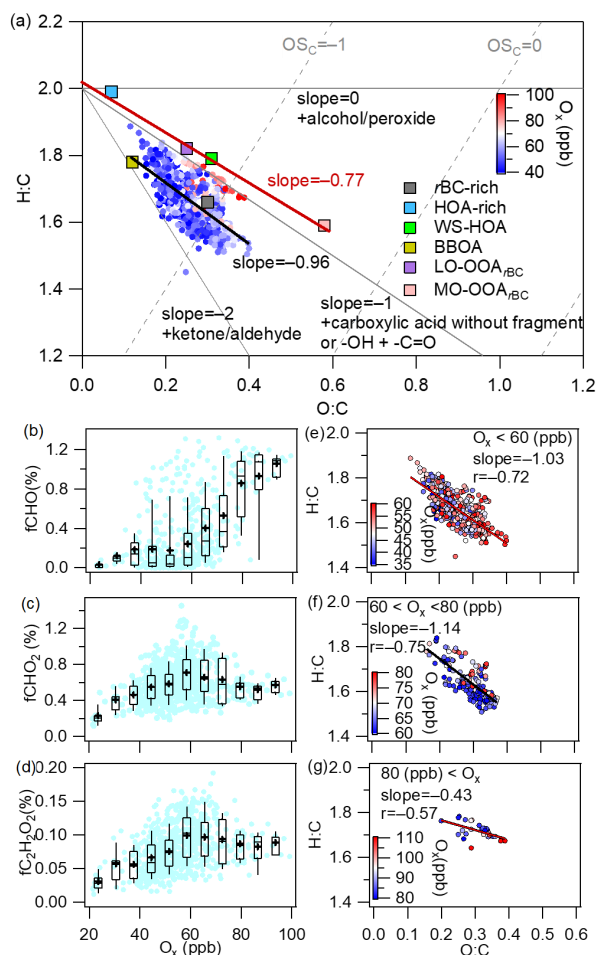 (a)
2.2
2.0
1.8
1.6
1.4
1.2
H:C
OSC=−1
OSC=0
slope=0
+alcohol/peroxide
100
80
60
40
Ox (ppb)
slope=−0.77
rBC-rich
HOA-rich
WS-HOA
BBOA
LO-OOArBC
MO-OOArBC
slope=−0.96
slope=−2
+ketone/aldehyde
slope=−1
+carboxylic acid without fragment
or -OH + -C=O
0.0 0.2 0.4 0.6 0.8 1.0 1.2
O:C
(b)
1.2
0.8
0.4
0.0
fCHO(%)
(e)
1.8
1.6
1.4
H:C
Ox < 60 (ppb)
slope=−1.03
r=−0.72
60
55
50
45
40
35
Ox(ppb)
(c)
1.6
1.2
0.8
0.4
0.0
fCHO2 (%)
(f)
1.8
1.6
1.4
H:C
60 < Ox <80 (ppb)
slope=−1.14
r=−0.75
80
75
70
65
60
Ox (ppb)
(d)
0.20
0.15
0.10
0.05
0.00
fC2H4O2(%)
20 40 60 80 100
Ox (ppb)
(g)
1.8
1.6
1.4
H:C
80 (ppb) < Ox
slope=−0.43
r=−0.57
110
100
90
80
Ox(ppb)
0.0 0.1 0.2 0.3 0.4 0.5 0.6
O:C